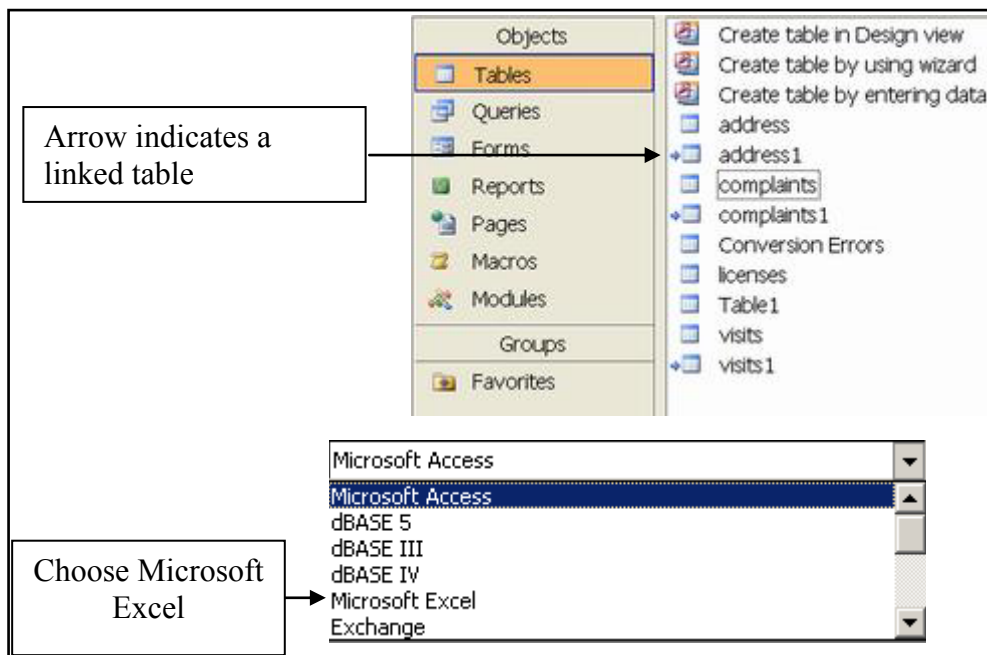 Objects
Tables
Queries
Forms
Reports
Pages
Macros
Modules
Groups
Favorites
Create table in Design view
Create table by using wizard
Create table by entering data
address
address1
complaints
complaints1
Conversion Errors
licenses
Table1
visits
visits1
Arrow indicates a
linked table
Microsoft Access
Microsoft Access
dBASE 5
dBASE III
dBASE IV
Microsoft Excel
Exchange
Choose Microsoft
Excel